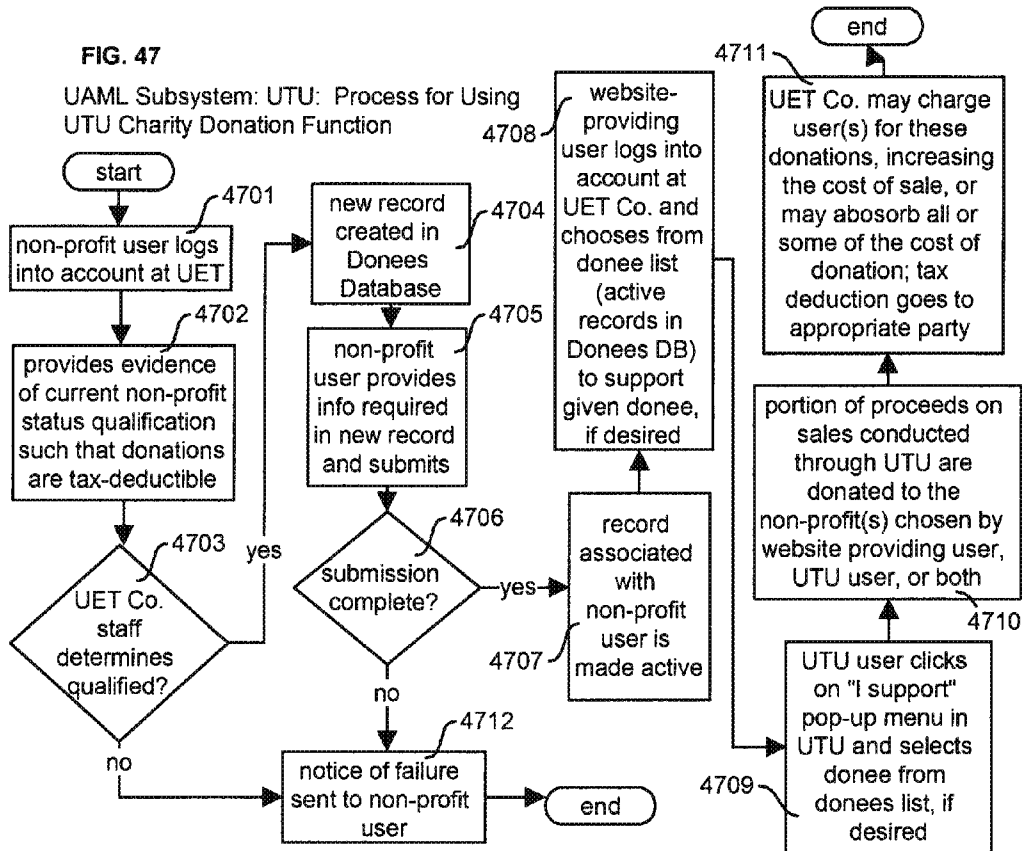 FIG. 47
UAML Subsystem: UTU: Process for Using
UTU Charity Donation Function
start
4701
non-profit user logs
into account at UET
4702
provides evidence
of current non-profit
status qualification
such that donations
are tax-deductible
4703
UET Co.
staff
determines
qualified?
yes
no
4704
new record
created in
Donees
Database
4705
non-profit
user provides
info required
in new record
and submits
4706
submission
complete?
yes
no
4712
notice of failure
sent to non-profit
user
end
4707
record
associated
with
non-profit
user is
made active
4708
website-
providing
user logs into
account at
UET Co. and
chooses from
donee list
(active
records in
Donees DB)
to support
given donee,
if desired
4709
UTU user clicks
on "I support"
pop-up menu in
UTU and selects
donee from
donees list, if
desired
4710
portion of proceeds on
sales conducted
through UTU are
donated to the
non-profit(s) chosen by
website providing user,
UTU user, or both
4711
UET Co. may charge
user(s) for these
donations, increasing
the cost of sale, or
may abosorb all or
some of the cost of
donation; tax
deduction goes to
appropriate party
end